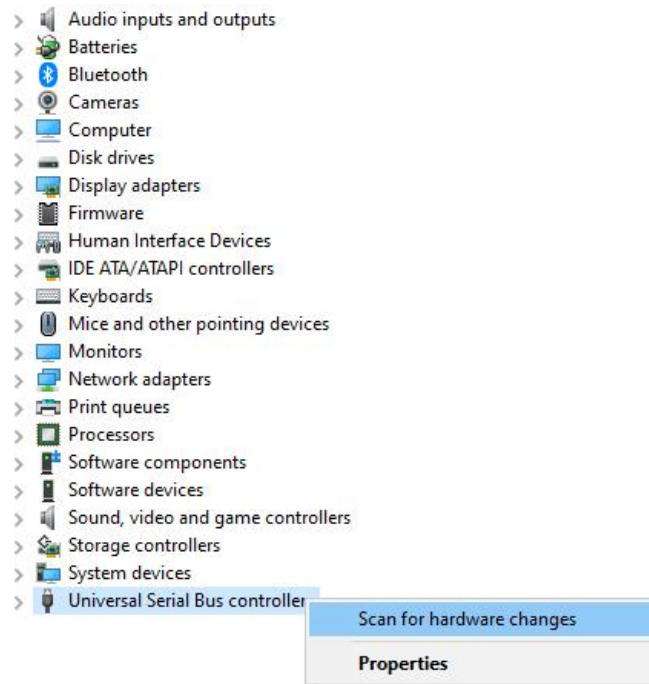 Audio inputs and outputs
Batteries
Bluetooth
Cameras
Computer
Disk drives
Display adapters
Firmware
Human Interface Devices
IDE ATA/ATAPI controllers
Keyboards
Mice and other pointing devices
Monitors
Network adapters
Print queues
Processors
Software components
Software devices
Sound, video and game controllers
Storage controllers
System devices
Universal Serial Bus controller
Scan for hardware changes
Properties